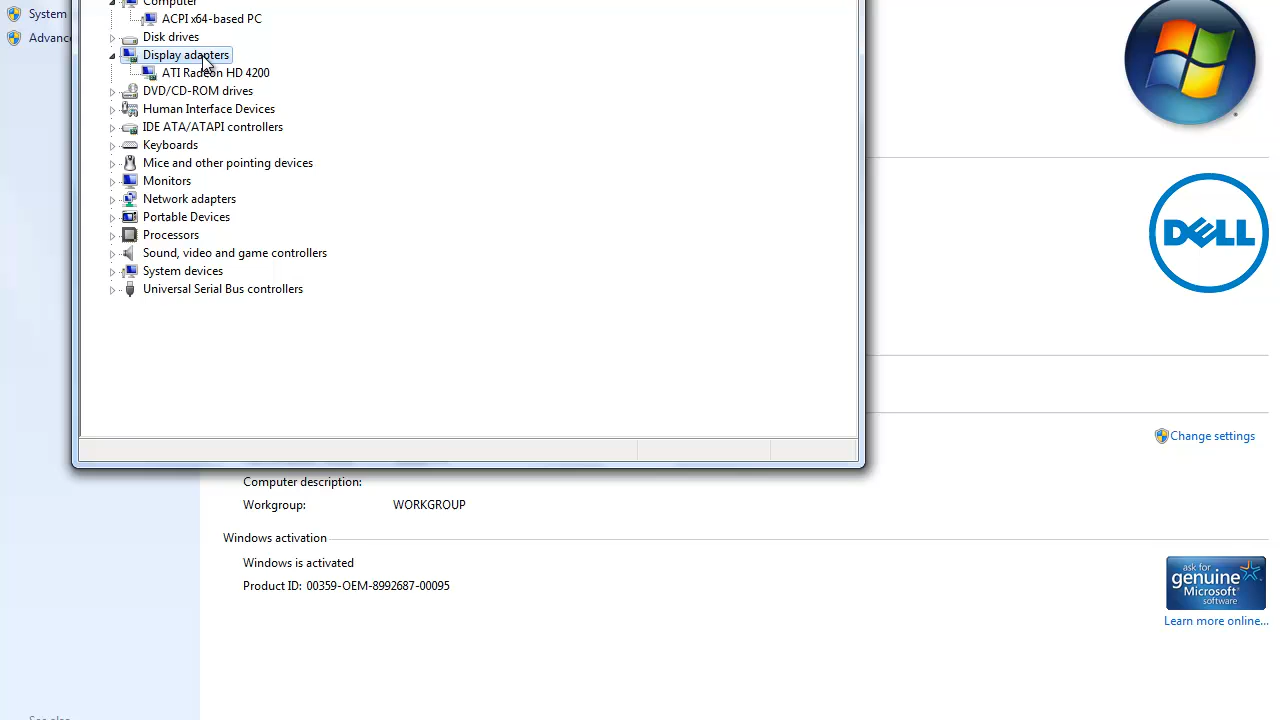 System
Advanc
Computer
ACPI x64-based PC
Disk drives
Display adapters
ATI Radeon HD 4200
DVD/CD-ROM drives
Human Interface Devices
IDE ATA/ATAPI controllers
Keyboards
Mice and other pointing devices
Monitors
Network adapters
Portable Devices
Processors
Sound, video and game controllers
System devices
Universal Serial Bus controllers
DELL
Change settings
Computer description:
Workgroup: WORKGROUP
Windows activation
Windows is activated
Product ID: 00359-OEM-8992687-00095
ask for
genuine
Microsoft
software
Learn more online...
See also